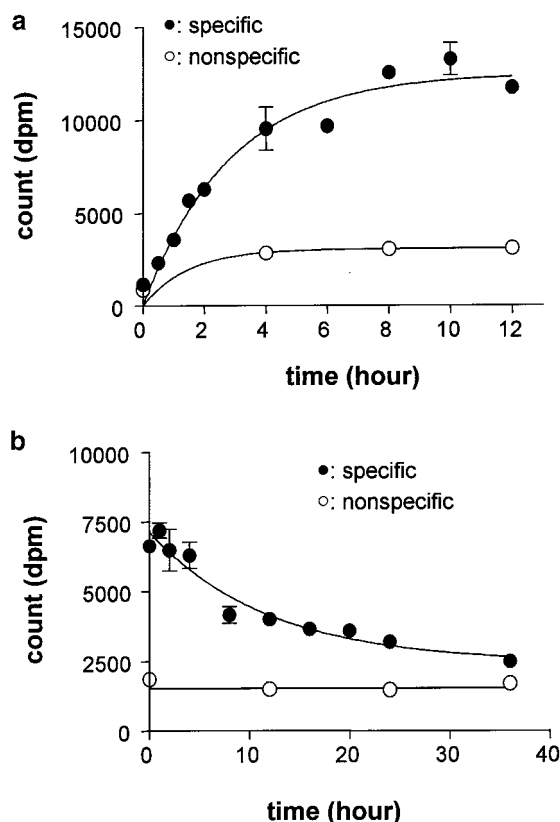 a
●: specific
○: nonspecific
15000
10000
5000
0
count (dpm)
0 2 4 6 8 10 12
time (hour)
b
●: specific
○: nonspecific
10000
7500
5000
2500
0
count (dpm)
0 10 20 30 40
time (hour)